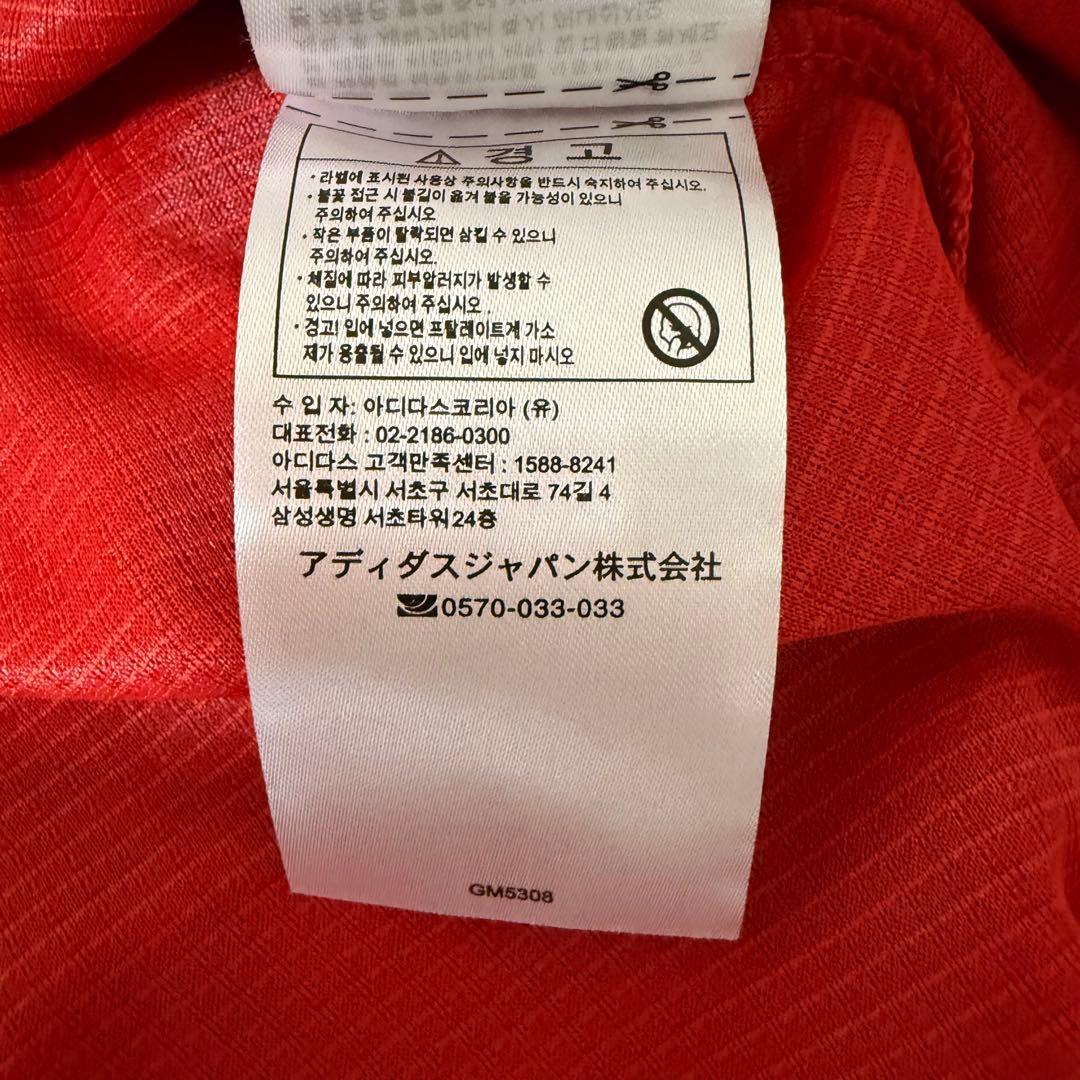 ⚠ 경 고
· 라벨에 표시된 사용상 주의사항을 반드시 숙지하여 주십시오.
· 불꽃 접근 시 불길이 옮겨 붙을 가능성이 있으니
주의하여 주십시오
· 작은 부품이 탈락되면 삼킬 수 있으니
주의하여 주십시오.
· 체질에 따라 피부알러지가 발생할 수
있으니 주의하여 주십시오.
· 경고! 입에 넣으면 프탈레이트계 가소
제가 용출될 수 있으니 입에 넣지 마시오
수 입 자: 아디다스코리아 (유)
대표전화 : 02-2186-0300
아디다스 고객만족센터 : 1588-8241
서울특별시 서초구 서초대로 74길 4
삼성생명 서초타워24층
アディダスジャパン株式会社
0570-033-033
GM5308